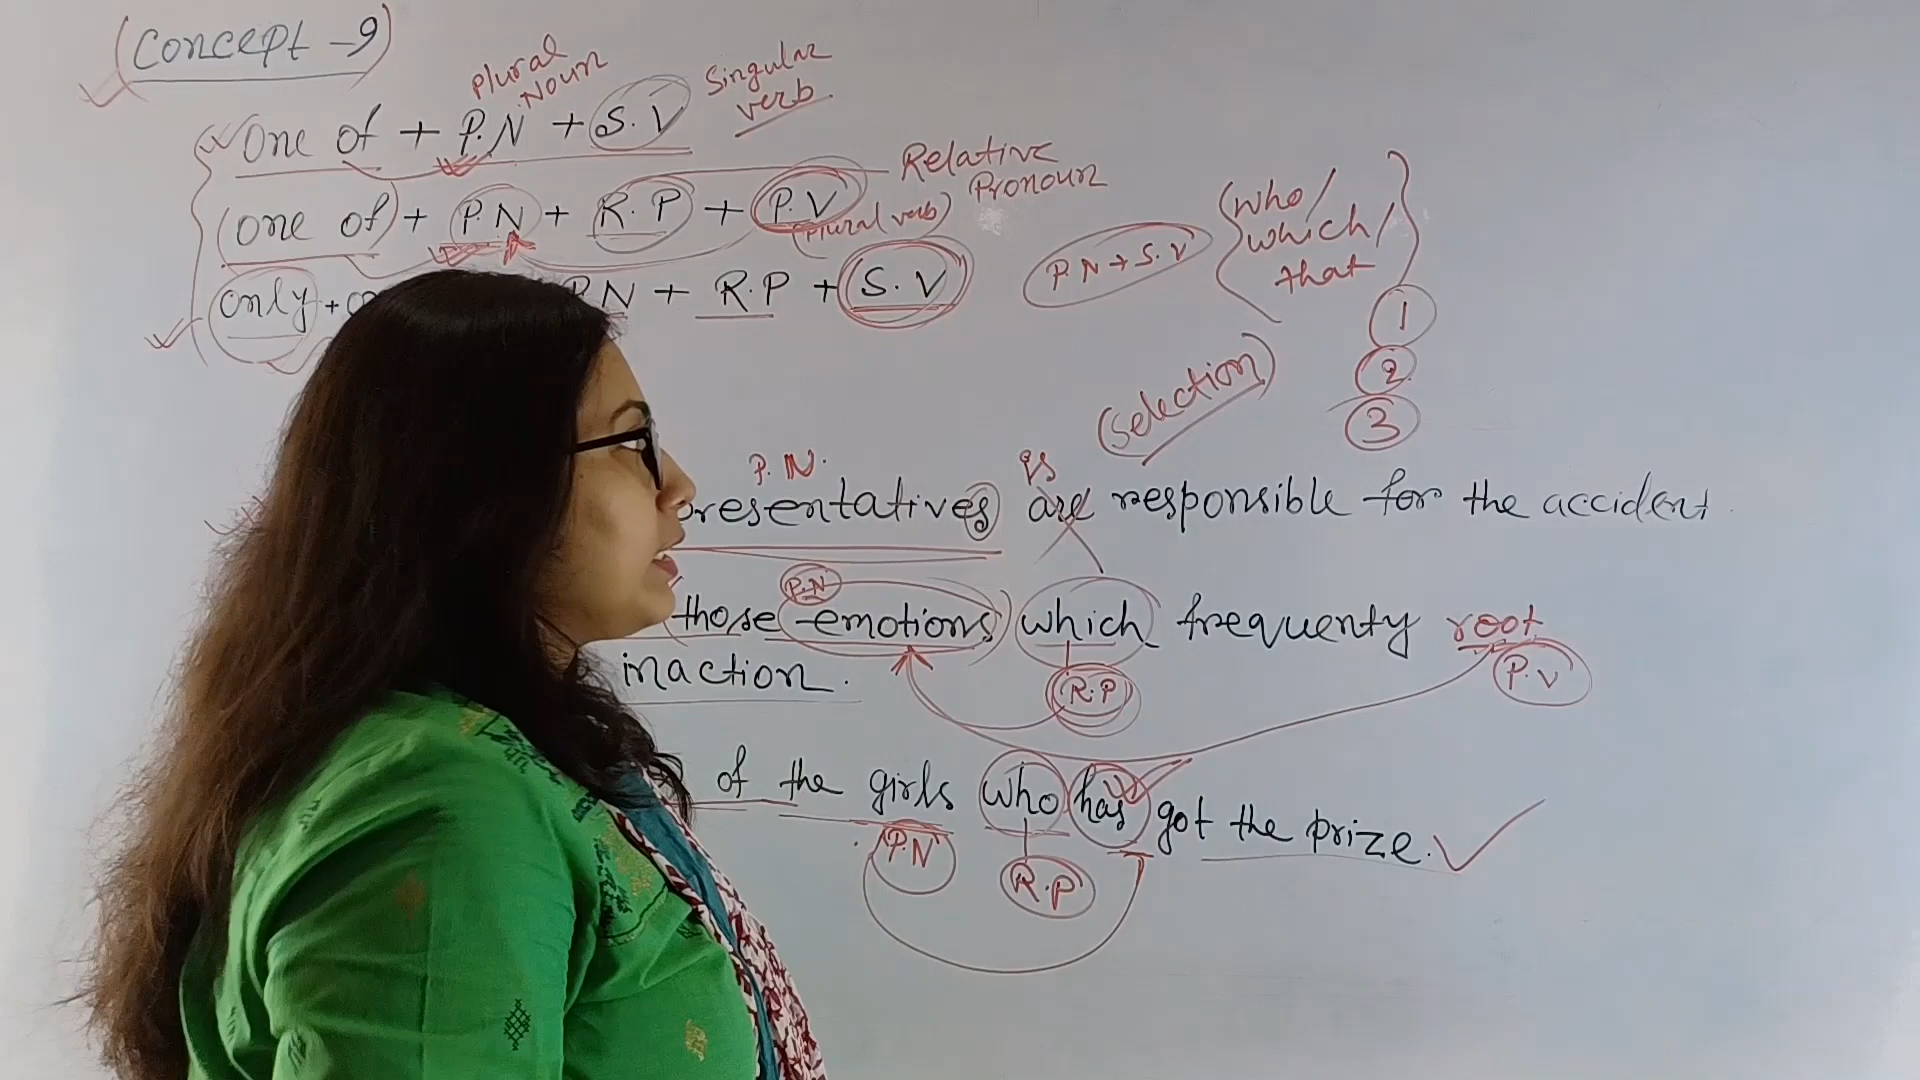 (Concept -9)
Plural Noun
Singular verb
One of + P.N + S.V
Relative Pronoun
(one of) + P.N + R.P + P.V
(Plural verb)
P.N + S.V
(who/
which/
that
only + P.N + R.P + S.V
1
2
3
(Selection)
P.N.
is
are responsible for the accident.
P.N
those emotions which frequenty root
R.P
P.V
inaction.
of the girls who has got the prize.
P.N
R.P